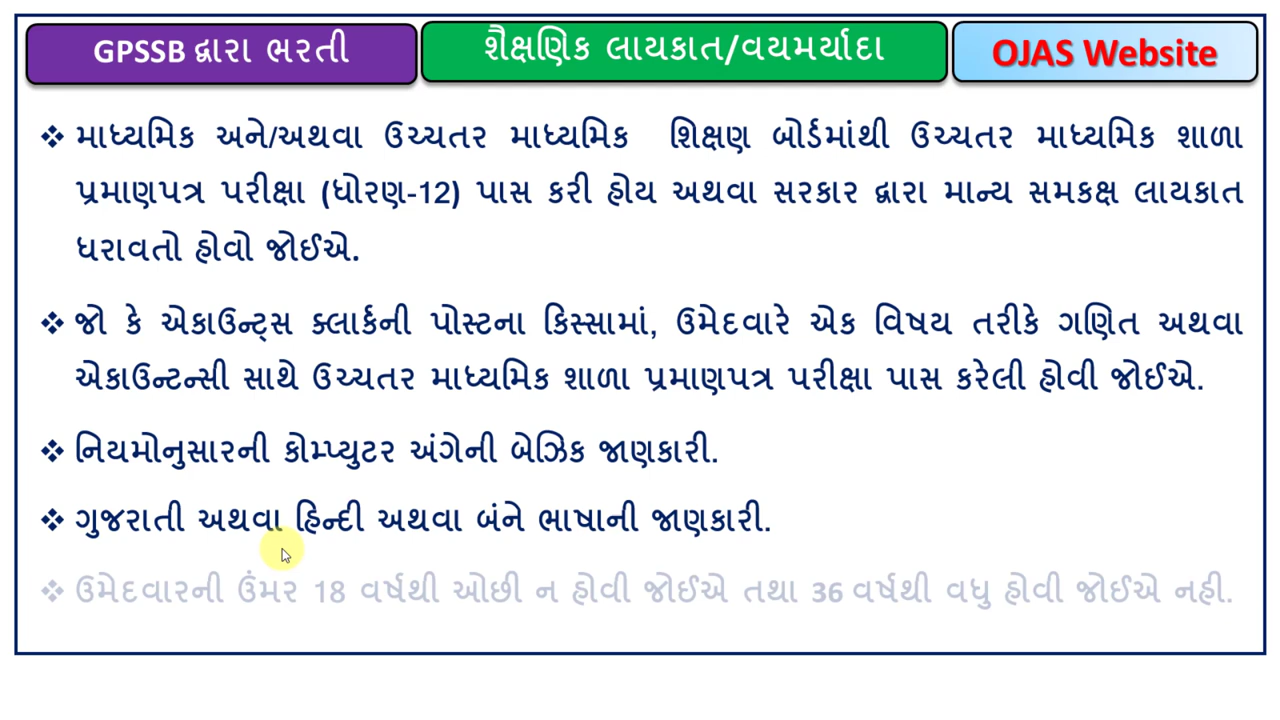 GPSSB દ્વારા ભરતી
શૈક્ષણિક લાયકાત/વયમર્યાદા
OJAS Website
❖ માધ્યમિક અને/અથવા ઉચ્ચતર માધ્યમિક શિક્ષણ બોર્ડમાંથી ઉચ્ચતર માધ્યમિક શાળા
પ્રમાણપત્ર પરીક્ષા (ધોરણ-12) પાસ કરી હોય અથવા સરકાર દ્વારા માન્ય સમકક્ષ લાયકાત
ધરાવતો હોવો જોઈએ.
❖ જો કે એકાઉન્ટ્સ ક્લાર્કની પોસ્ટના કિસ્સામાં, ઉમેદવારે એક વિષય તરીકે ગણિત અથવા
એકાઉન્ટન્સી સાથે ઉચ્ચતર માધ્યમિક શાળા પ્રમાણપત્ર પરીક્ષા પાસ કરેલી હોવી જોઈએ.
❖ નિયમોનુસારની કોમ્પ્યુટર અંગેની બેઝિક જાણકારી.
❖ ગુજરાતી અથવા હિન્દી અથવા બંને ભાષાની જાણકારી.
❖ ઉમેદવારની ઉંમર 18 વર્ષથી ઓછી ન હોવી જોઈએ તથા 36 વર્ષથી વધુ હોવી જોઈએ નહી.